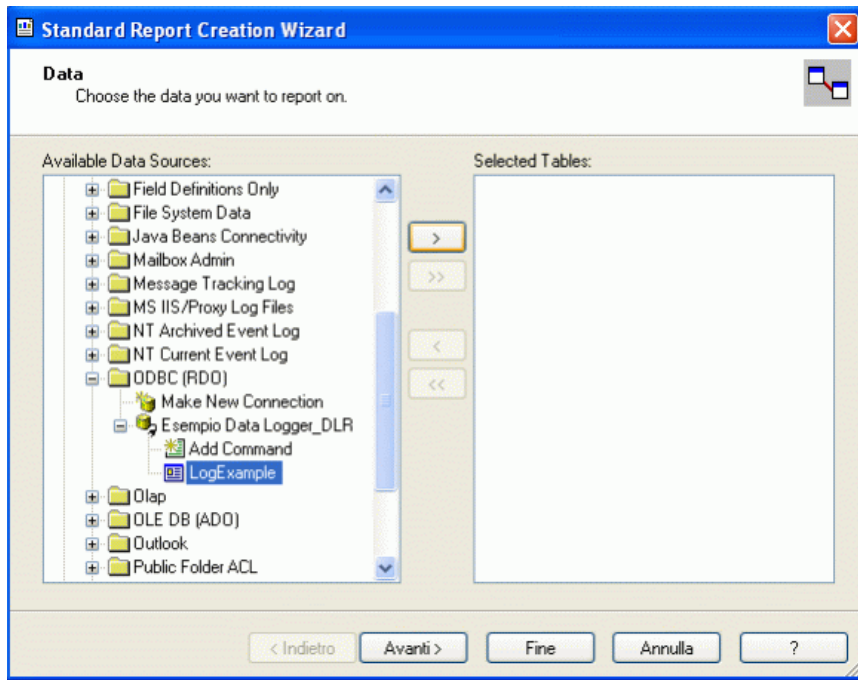 Standard Report Creation Wizard
Data
Choose the data you want to report on.
Available Data Sources:
Selected Tables:
Field Definitions Only
File System Data
Java Beans Connectivity
Mailbox Admin
Message Tracking Log
MS IIS/Proxy Log Files
NT Archived Event Log
NT Current Event Log
ODBC (RDO)
Make New Connection
Esempio Data Logger_DLR
Add Command
LogExample
Olap
OLE DB (ADO)
Outlook
Public Folder ACL
>
>>
<
<<
< Indietro
Avanti >
Fine
Annulla
?